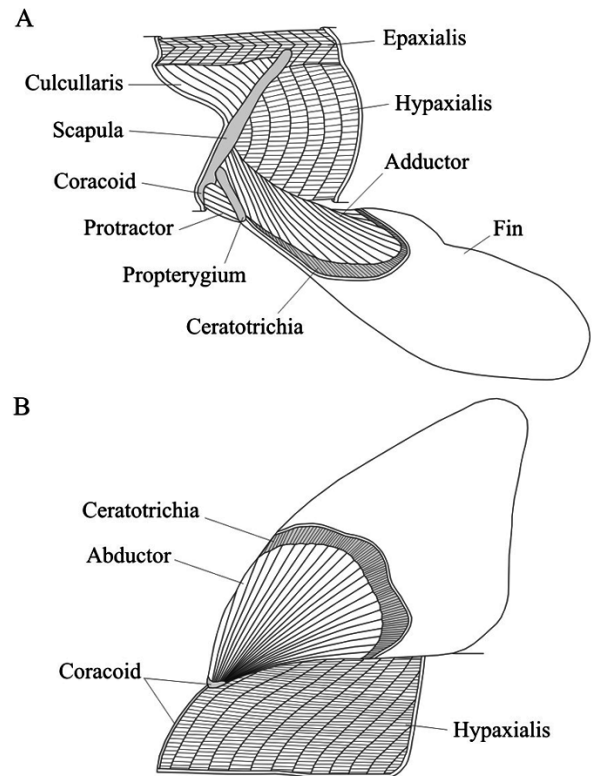 A
Epaxialis
Culcullaris
Hypaxialis
Scapula
Adductor
Coracoid
Protractor
Fin
Propterygium
Ceratotrichia
B
Ceratotrichia
Abductor
Coracoid
Hypaxialis